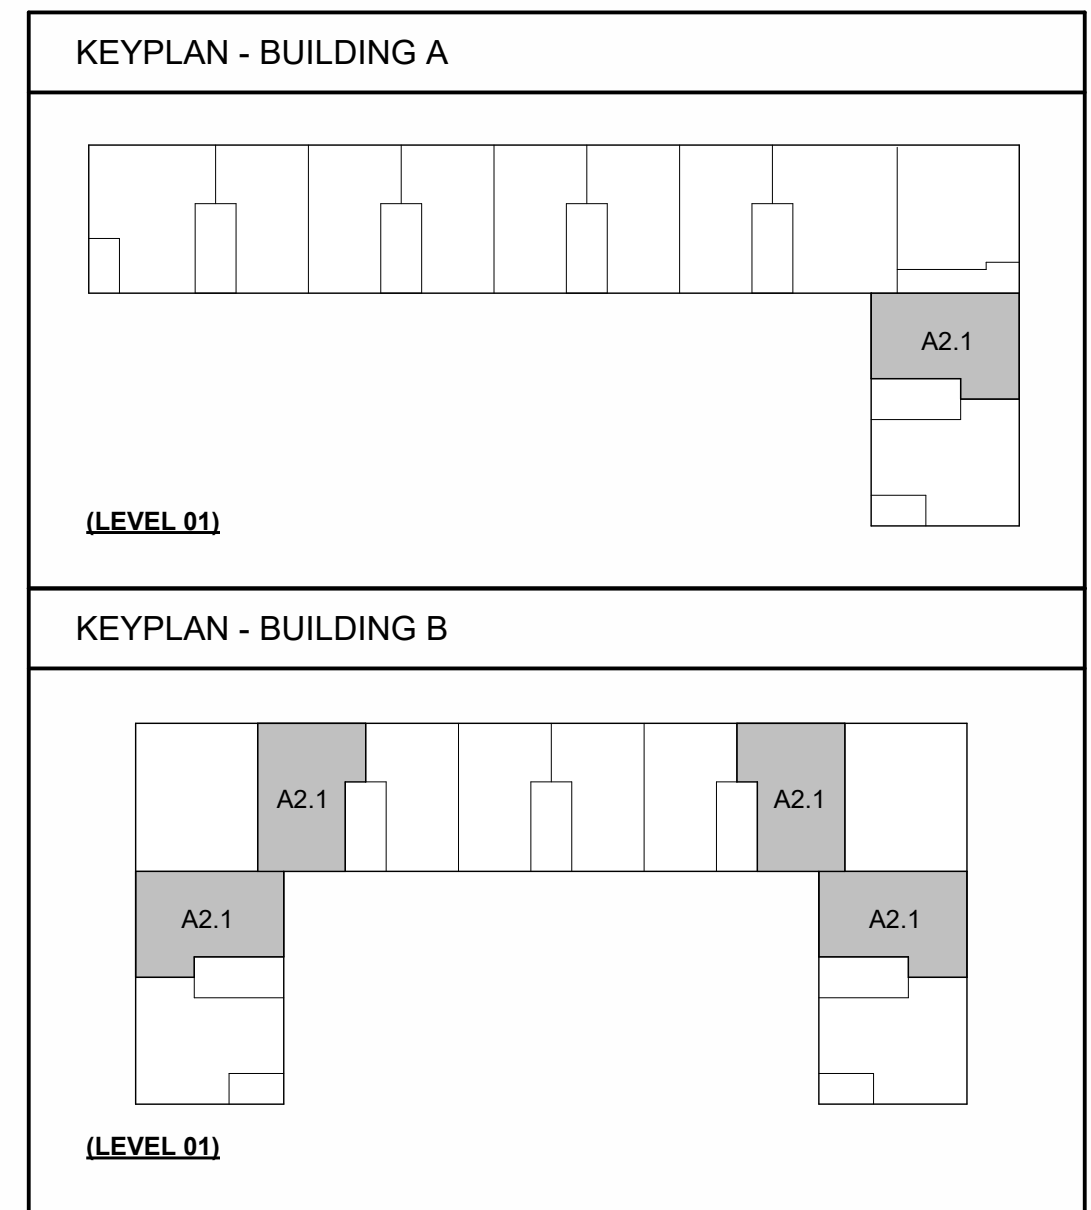 KEYPLAN - BUILDING A
A2.1
(LEVEL 01)
KEYPLAN - BUILDING B
A2.1 A2.1
A2.1 A2.1
(LEVEL 01)